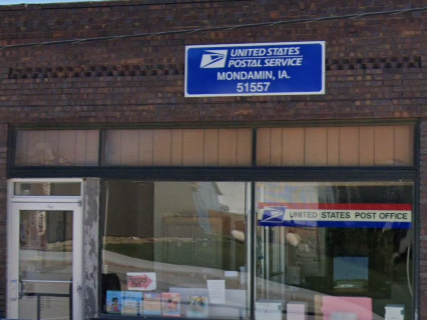 UNITED STATES
POSTAL SERVICE
MONDAMIN, IA.
51557
UNITED STATES POST OFFICE